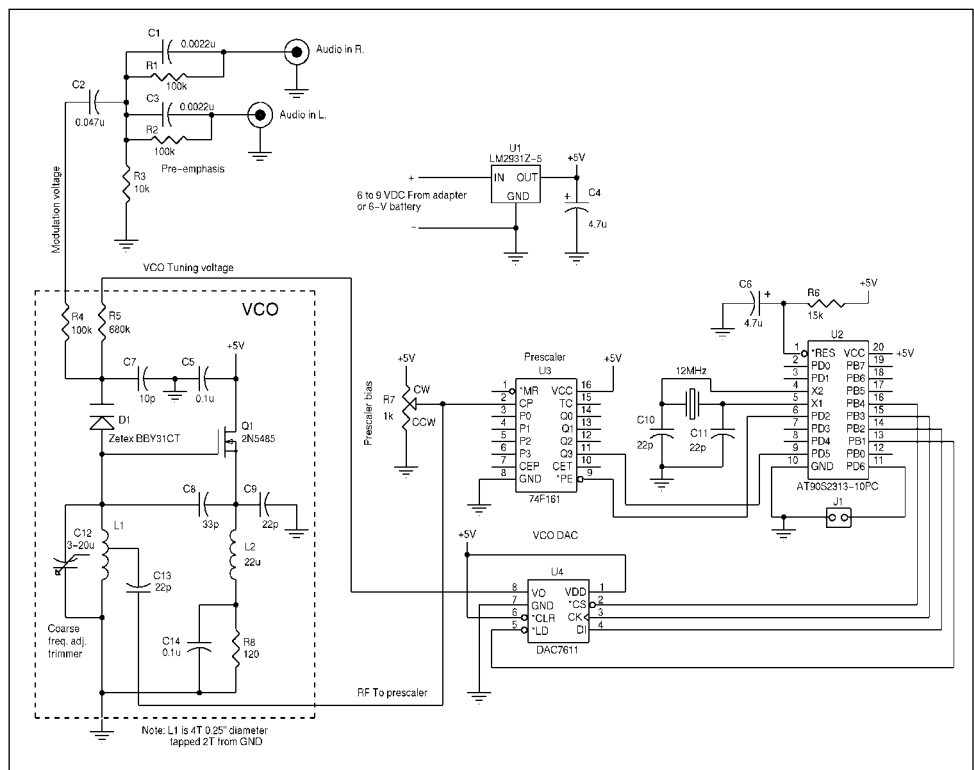 C1
0.0022u
Audio in R.
R1
100k
C2
0.047u
C3
0.0022u
Audio in L.
R2
100k
Pre-emphasis
R3
10k
Modulation voltage
U1
LM2931Z-5
+5V
IN OUT
GND
+
6 to 9 VDC From adapter
or 6-V battery
-
+
C4
4.7u
VCO Tuning voltage
VCO
R4
100k
R5
680k
+5V
C7
10p
C5
0.1u
D1
Zetex BBY31CT
Q1
2N5485
C8
33p
C9
22p
C12
3-20u
L1
L2
22u
C13
22p
Coarse
freq. adj.
trimmer
C14
0.1u
R8
120
RF To prescaler
Note: L1 is 4T 0.25" diameter
tapped 2T from GND
Prescaler bias
+5V
R7
1k
CW
CCW
Prescaler
U3
+5V
1 *MR VCC 16
2 CP TC 15
3 P0 Q0 14
4 P1 Q1 13
5 P2 Q2 12
6 P3 Q3 11
7 CEP CET 10
8 GND *PE 9
74F161
C6
4.7u
+
R6
15k
+5V
U2
1 *RES VCC 20 +5V
2 PD0 PB7 19
3 PD1 PB6 18
4 X2 PB5 17
5 X1 PB4 16
6 PD2 PB3 15
7 PD3 PB2 14
8 PD4 PB1 13
9 PD5 PB0 12
10 GND PD6 11
AT90S2313-10PC
12MHz
C10
22p
C11
22p
J1
+5V
VCO DAC
U4
8 VO VDD 1
7 GND *CS 2
6 *CLR CK 3
5 *LD DI 4
DAC7611